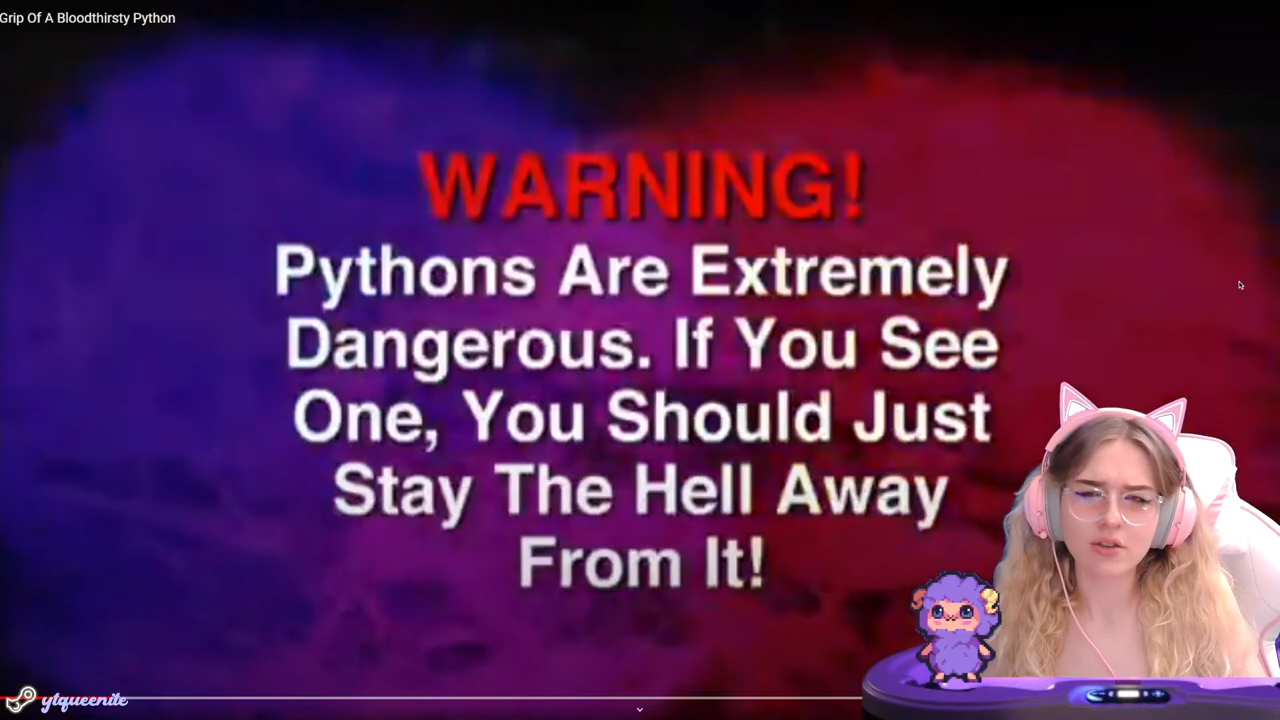 Grip Of A Bloodthirsty Python
WARNING!
Pythons Are Extremely
Dangerous. If You See
One, You Should Just
Stay The Hell Away
From It!
ytqueenite